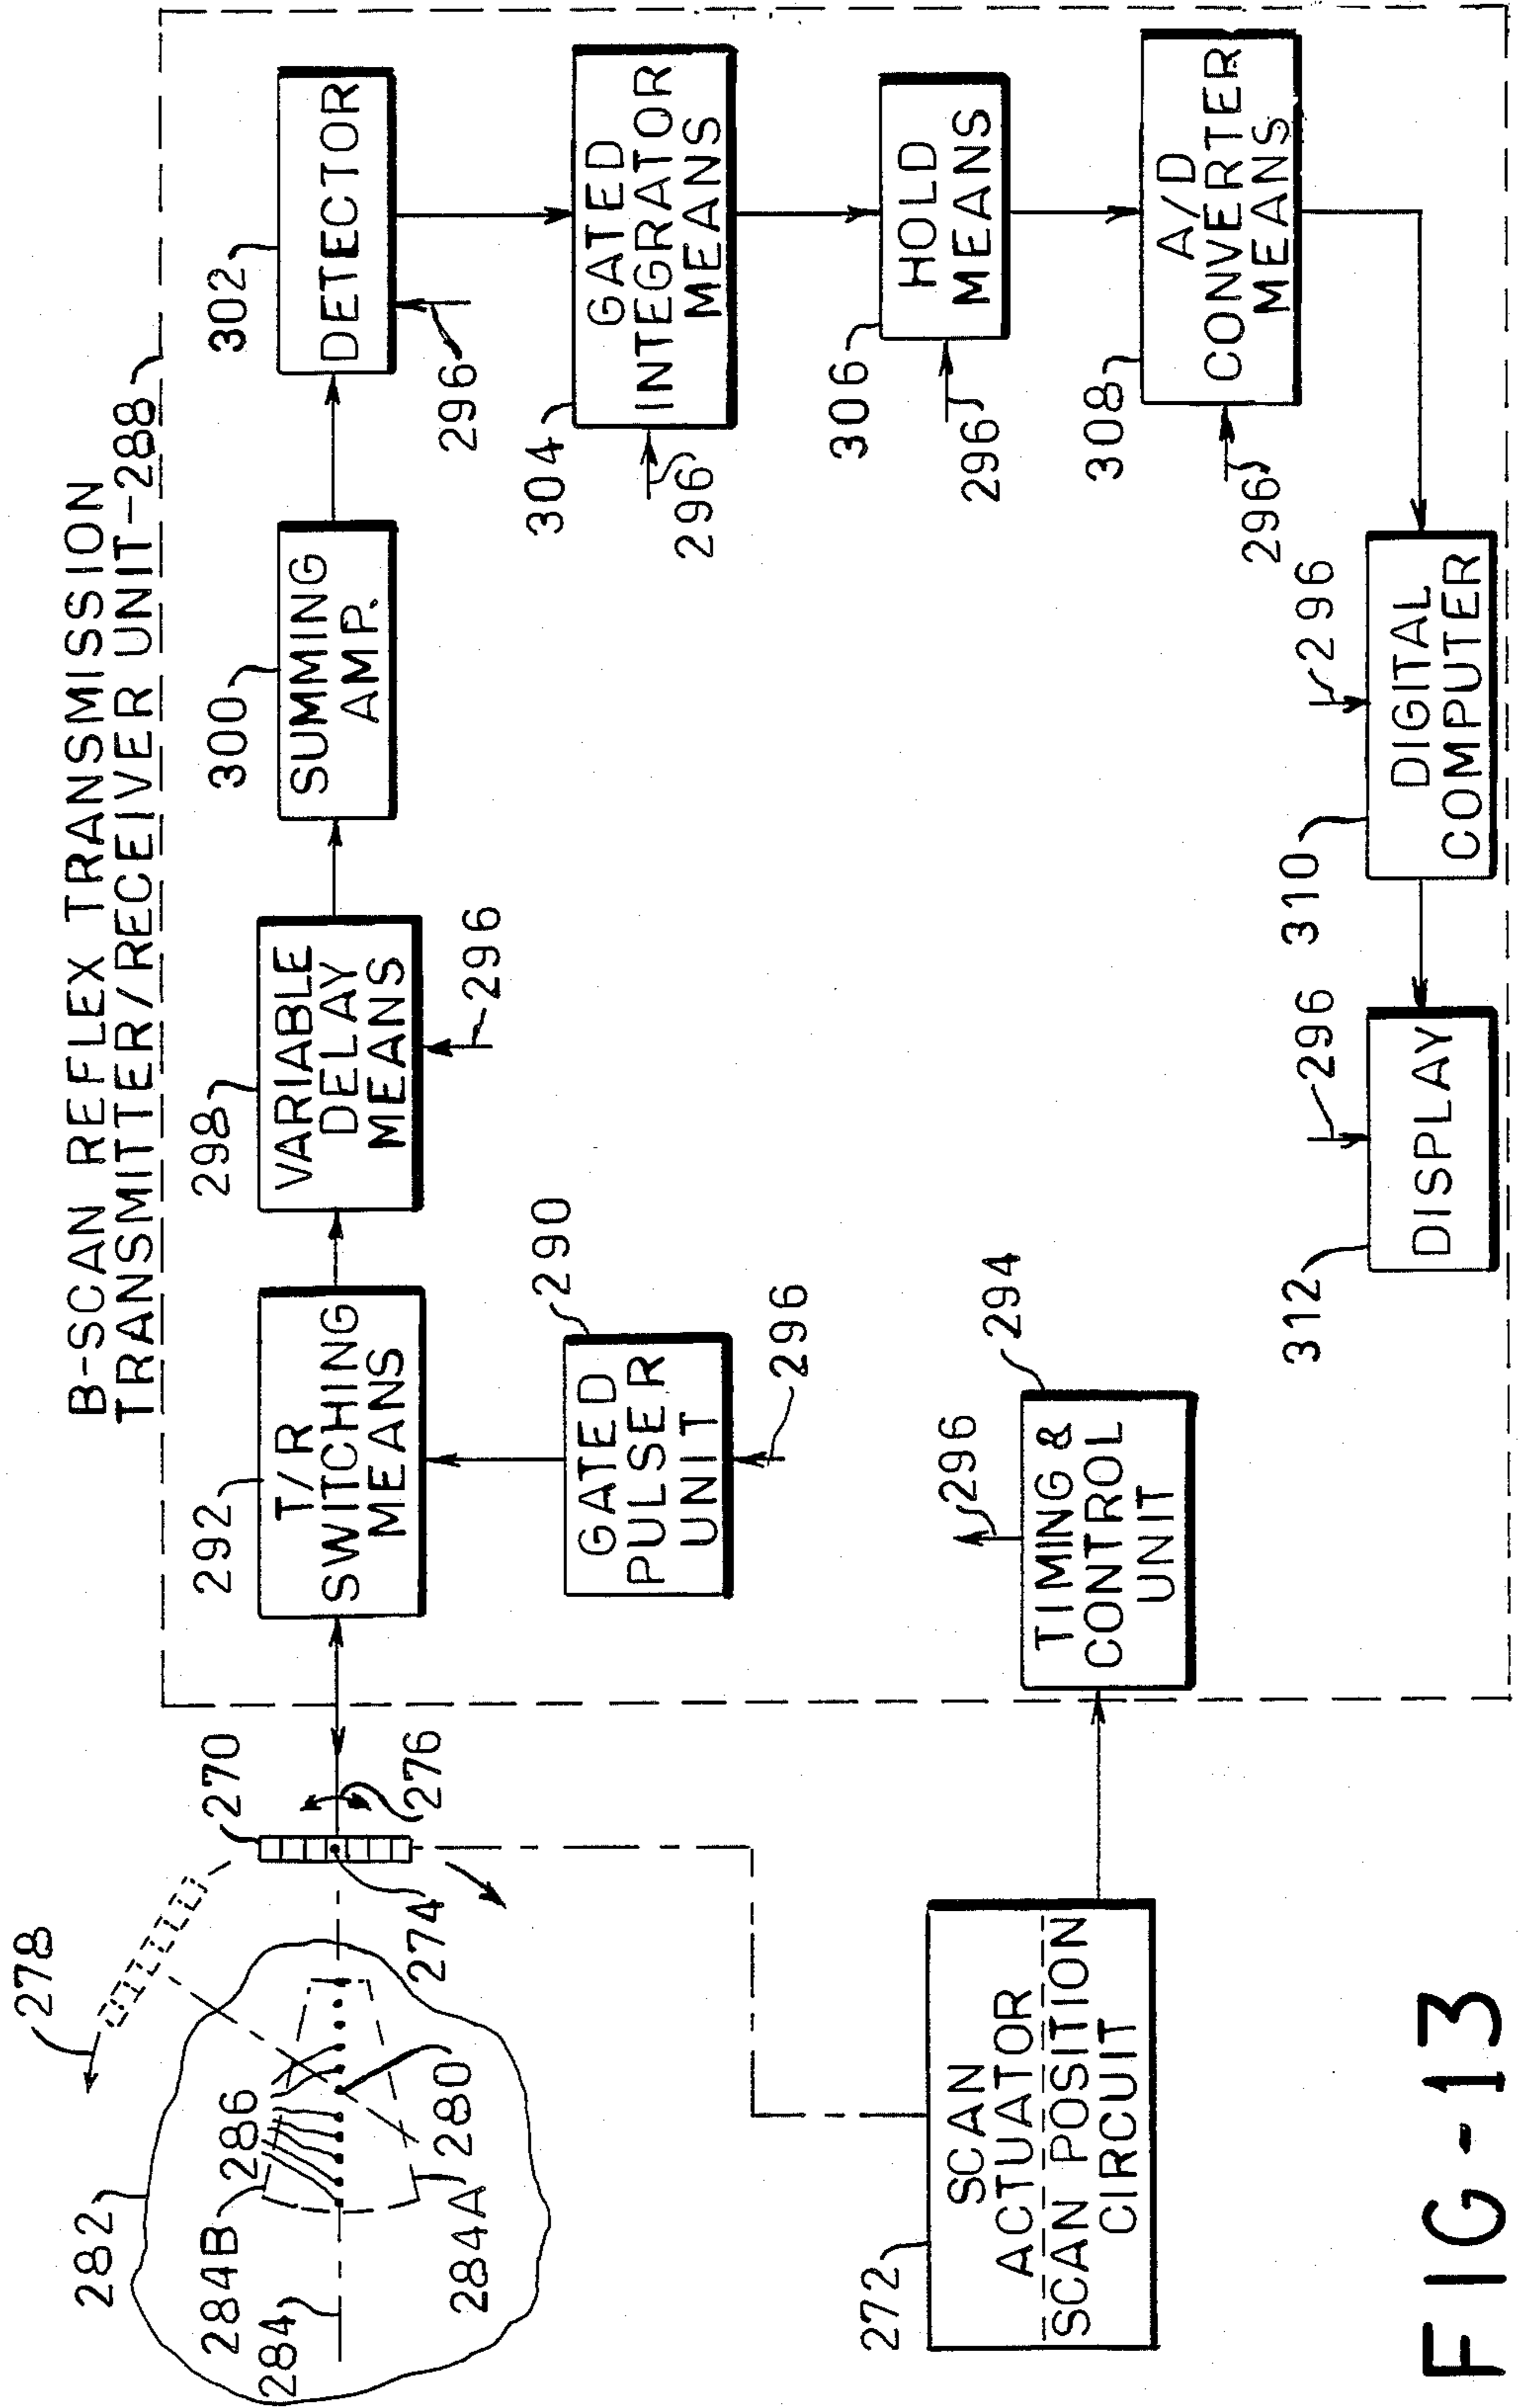 B-SCAN REFLEX TRANSMISSION
TRANSMITTER/RECEIVER UNIT-288
278
270
276
274
282
284B
286
284
284A
280
292
T/R
SWITCHING
MEANS
298
VARIABLE
DELAY
MEANS
296
300
SUMMING
AMP.
302
DETECTOR
296
290
GATED
PULSER
UNIT
296
304
GATED
INTEGRATOR
MEANS
296
306
HOLD
MEANS
296
308
A/D
CONVERTER
MEANS
296
272
SCAN
ACTUATOR
SCAN POSITION
CIRCUIT
294
296
TIMING &
CONTROL
UNIT
312
DISPLAY
296
310
DIGITAL
COMPUTER
296
FIG-13